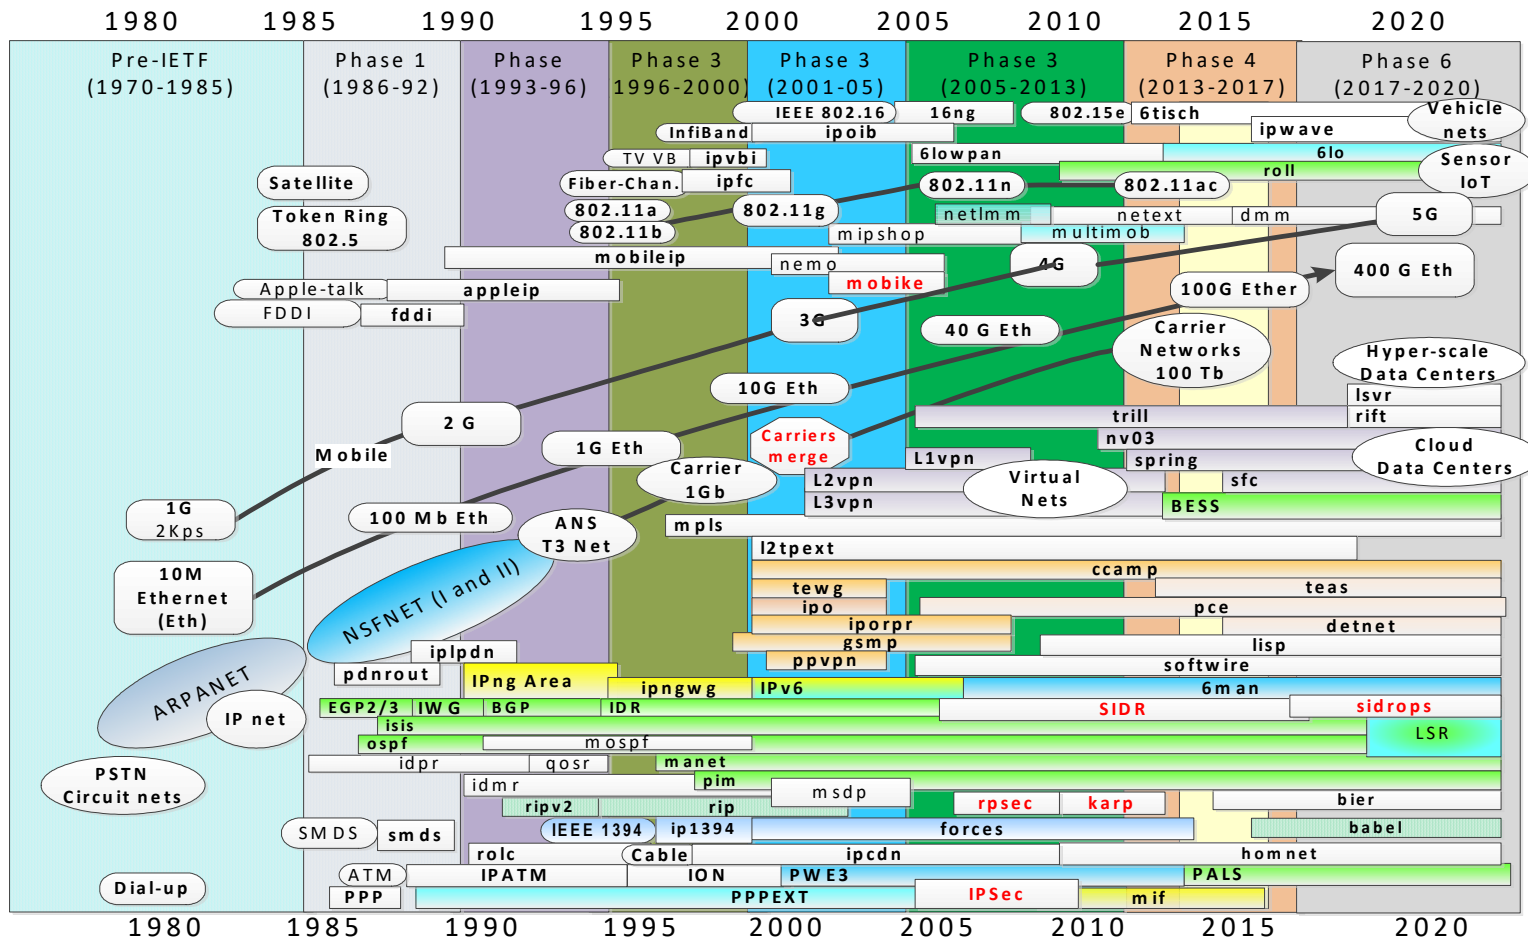 1980 1985 1990 1995 2000 2005 2010 2015 2020
Pre-IETF
(1970-1985)
Phase 1
(1986-92)
Phase
(1993-96)
Phase 3
1996-2000)
Phase 3
(2001-05)
Phase 3
(2005-2013)
Phase 4
(2013-2017)
Phase 6
(2017-2020)
IEEE 802.16
16ng
802.15e
6tisch
Vehicle
nets
InfiBand
ipoib
ipwave
TV VB
ipvbi
6lowpan
6lo
Sensor
IoT
roll
Satellite
Fiber-Chan.
ipfc
802.11n
802.11ac
Token Ring
802.5
802.11a
802.11b
802.11g
netlmm
netext
dmm
5G
mipshop
multimob
mobileip
nemo
4G
mobike
400 G Eth
Apple-talk
appleip
100G Ether
FDDI
fddi
3G
40 G Eth
Carrier
Networks
100 Tb
Hyper-scale
Data Centers
10G Eth
lsvr
2 G
trill
rift
Mobile
1G Eth
Carriers
merge
nv03
Cloud
Data Centers
L1vpn
spring
Carrier
1Gb
L2vpn
Virtual
Nets
sfc
L3vpn
BESS
1G
2Kps
100 Mb Eth
ANS
T3 Net
mpls
l2tpext
10M
Ethernet
(Eth)
NSFNET (I and II)
ccamp
tewg
teas
ipo
pce
iporpr
detnet
gsmp
lisp
iplpdn
ppvpn
softwire
pdnrout
ARPANET
IPng Area
ipngwg
IPv6
6man
IP net
EGP2/3
IWG
BGP
IDR
SIDR
sidrops
isis
LSR
ospf
mospf
idpr
qosr
manet
PSTN
Circuit nets
idmr
pim
msdp
ripv2
rip
rpsec
karp
bier
SMDS
smds
IEEE 1394
ip1394
forces
babel
rolc
Cable
ipcdn
homnet
ATM
IPATM
ION
PWE3
PALS
Dial-up
PPP
PPPEXT
IPSec
mif
1980 1985 1990 1995 2000 2005 2010 2015 2020